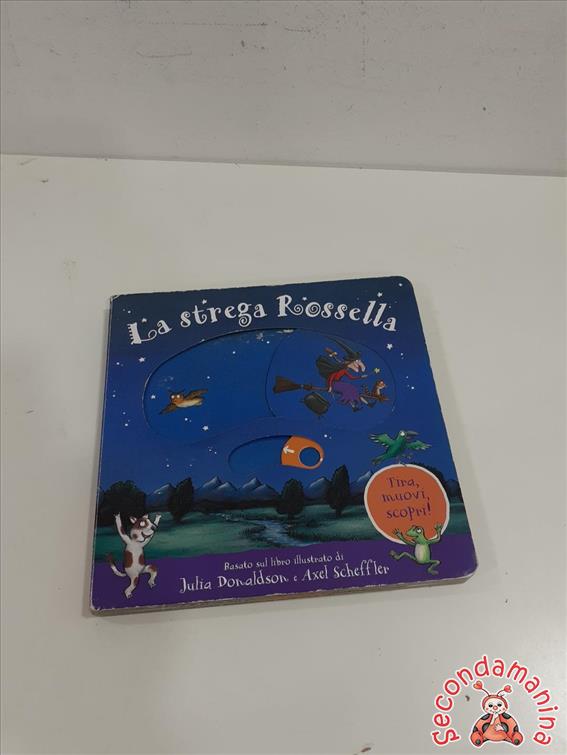 La strega Rossella
Tira,
muovi,
scopri!
Basato sul libro illustrato di
Julia Donaldson e Axel Scheffler
Secondamanina